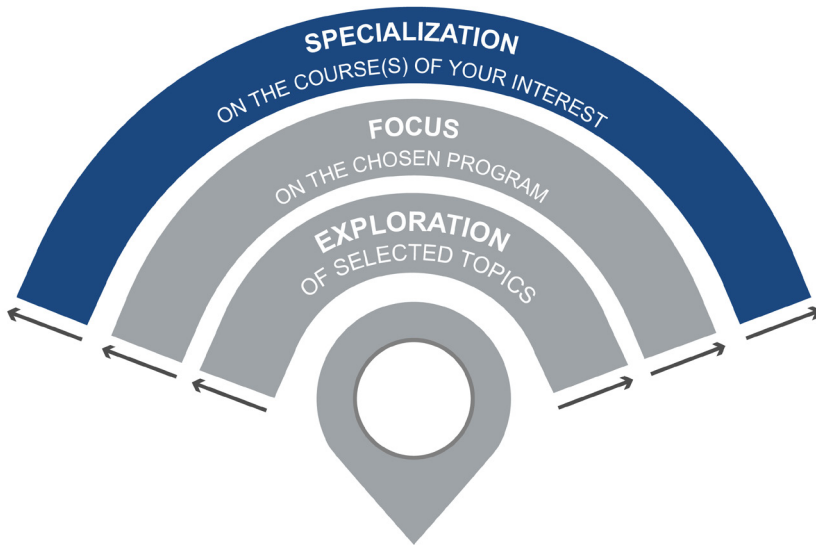 SPECIALIZATION
ON THE COURSE(S) OF YOUR INTEREST
FOCUS
ON THE CHOSEN PROGRAM
EXPLORATION
OF SELECTED TOPICS